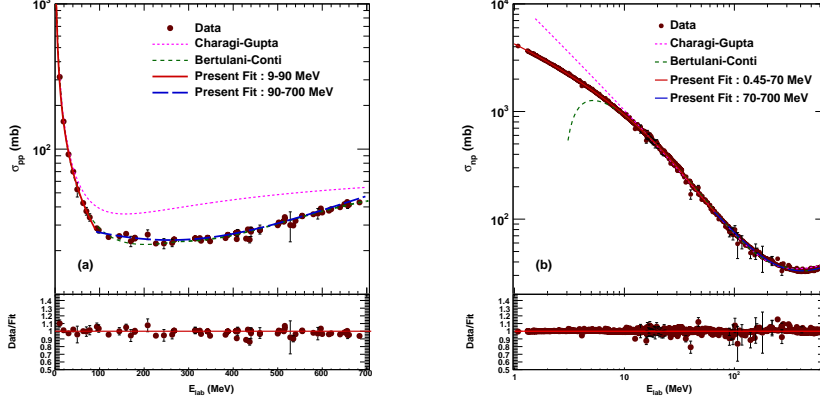 10³
10²
σpp (mb)
Data
Charagi-Gupta
Bertulani-Conti
Present Fit : 9-90 MeV
Present Fit : 90-700 MeV
(a)
1.4
1.3
1.2
1.1
1
0.9
0.8
0.7
0.6
0.5
Data/Fit
0 100 200 300 400 500 600 700
Elab (MeV)
10⁴
10³
10²
σnp (mb)
Data
Charagi-Gupta
Bertulani-Conti
Present Fit : 0.45-70 MeV
Present Fit : 70-700 MeV
(b)
1.4
1.3
1.2
1.1
1
0.9
0.8
0.7
0.6
0.5
Data/Fit
1 10 10²
Elab (MeV)